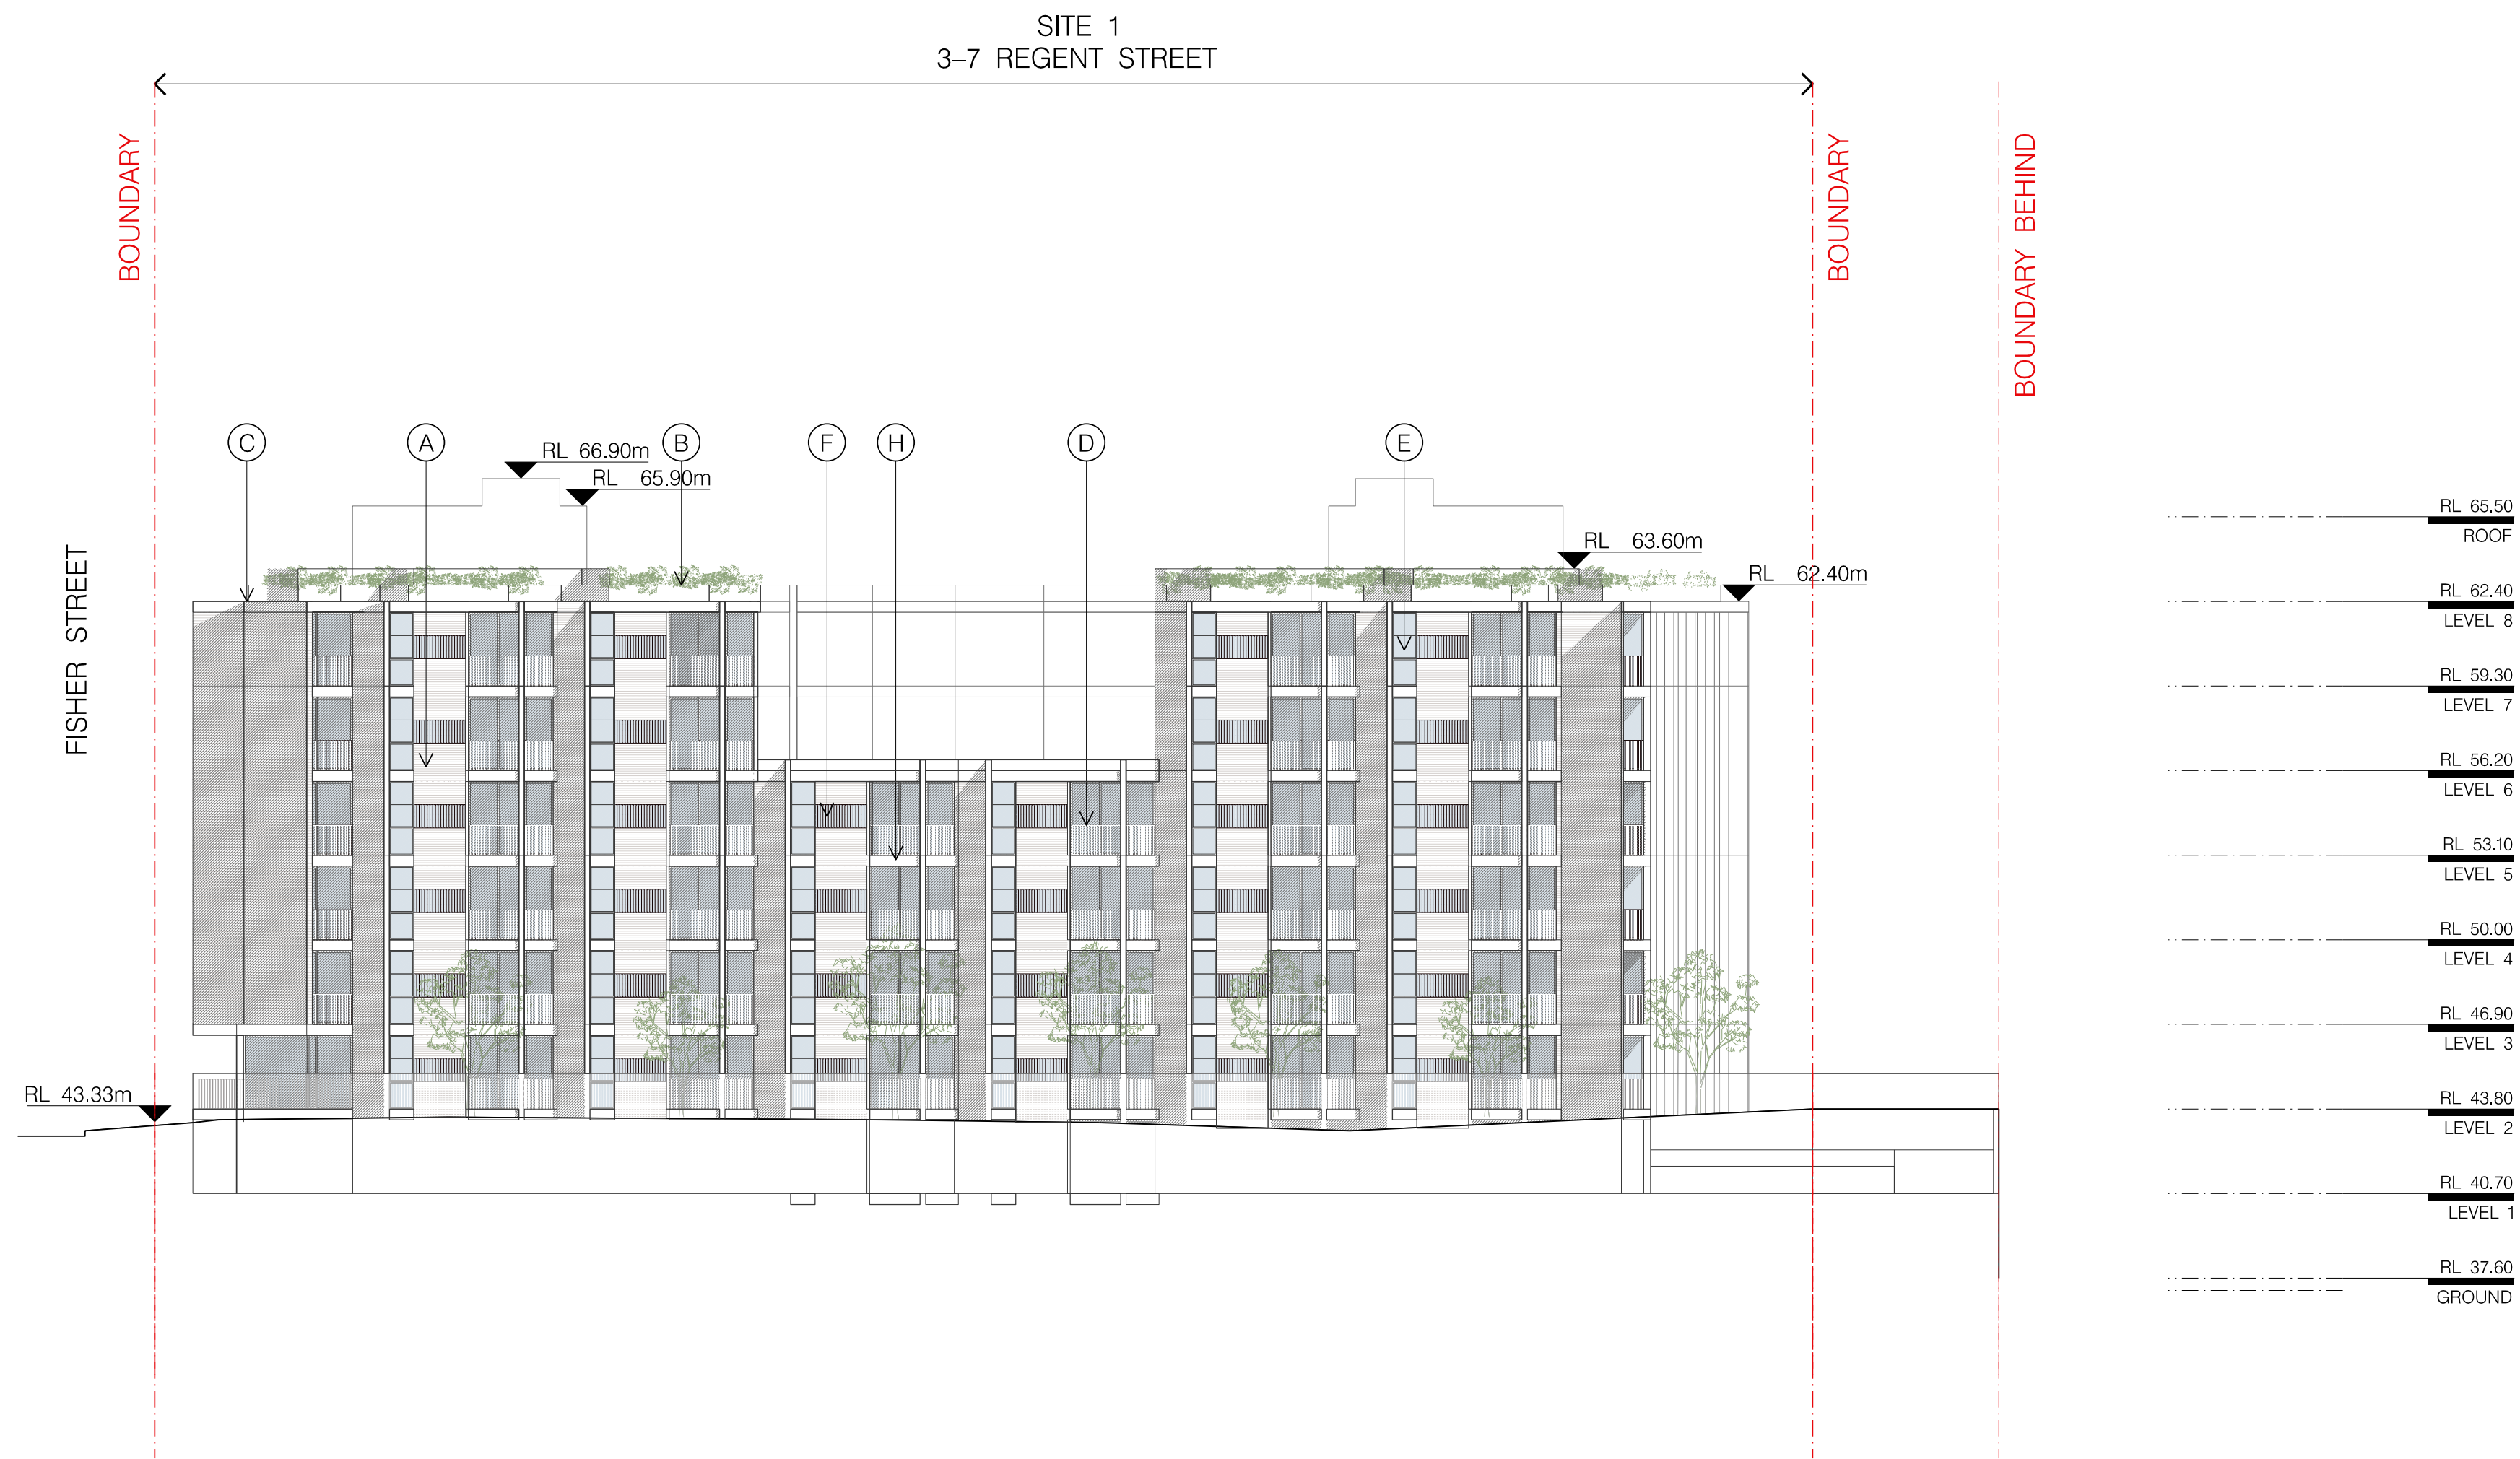 SITE 1
3–7 REGENT STREET
BOUNDARY
BOUNDARY
BOUNDARY BEHIND
FISHER STREET
C
A
B
F
H
D
E
RL 66.90m
RL 65.90m
RL 63.60m
RL 62.40m
RL 43.33m
RL 65.50
ROOF
RL 62.40
LEVEL 8
RL 59.30
LEVEL 7
RL 56.20
LEVEL 6
RL 53.10
LEVEL 5
RL 50.00
LEVEL 4
RL 46.90
LEVEL 3
RL 43.80
LEVEL 2
RL 40.70
LEVEL 1
RL 37.60
GROUND